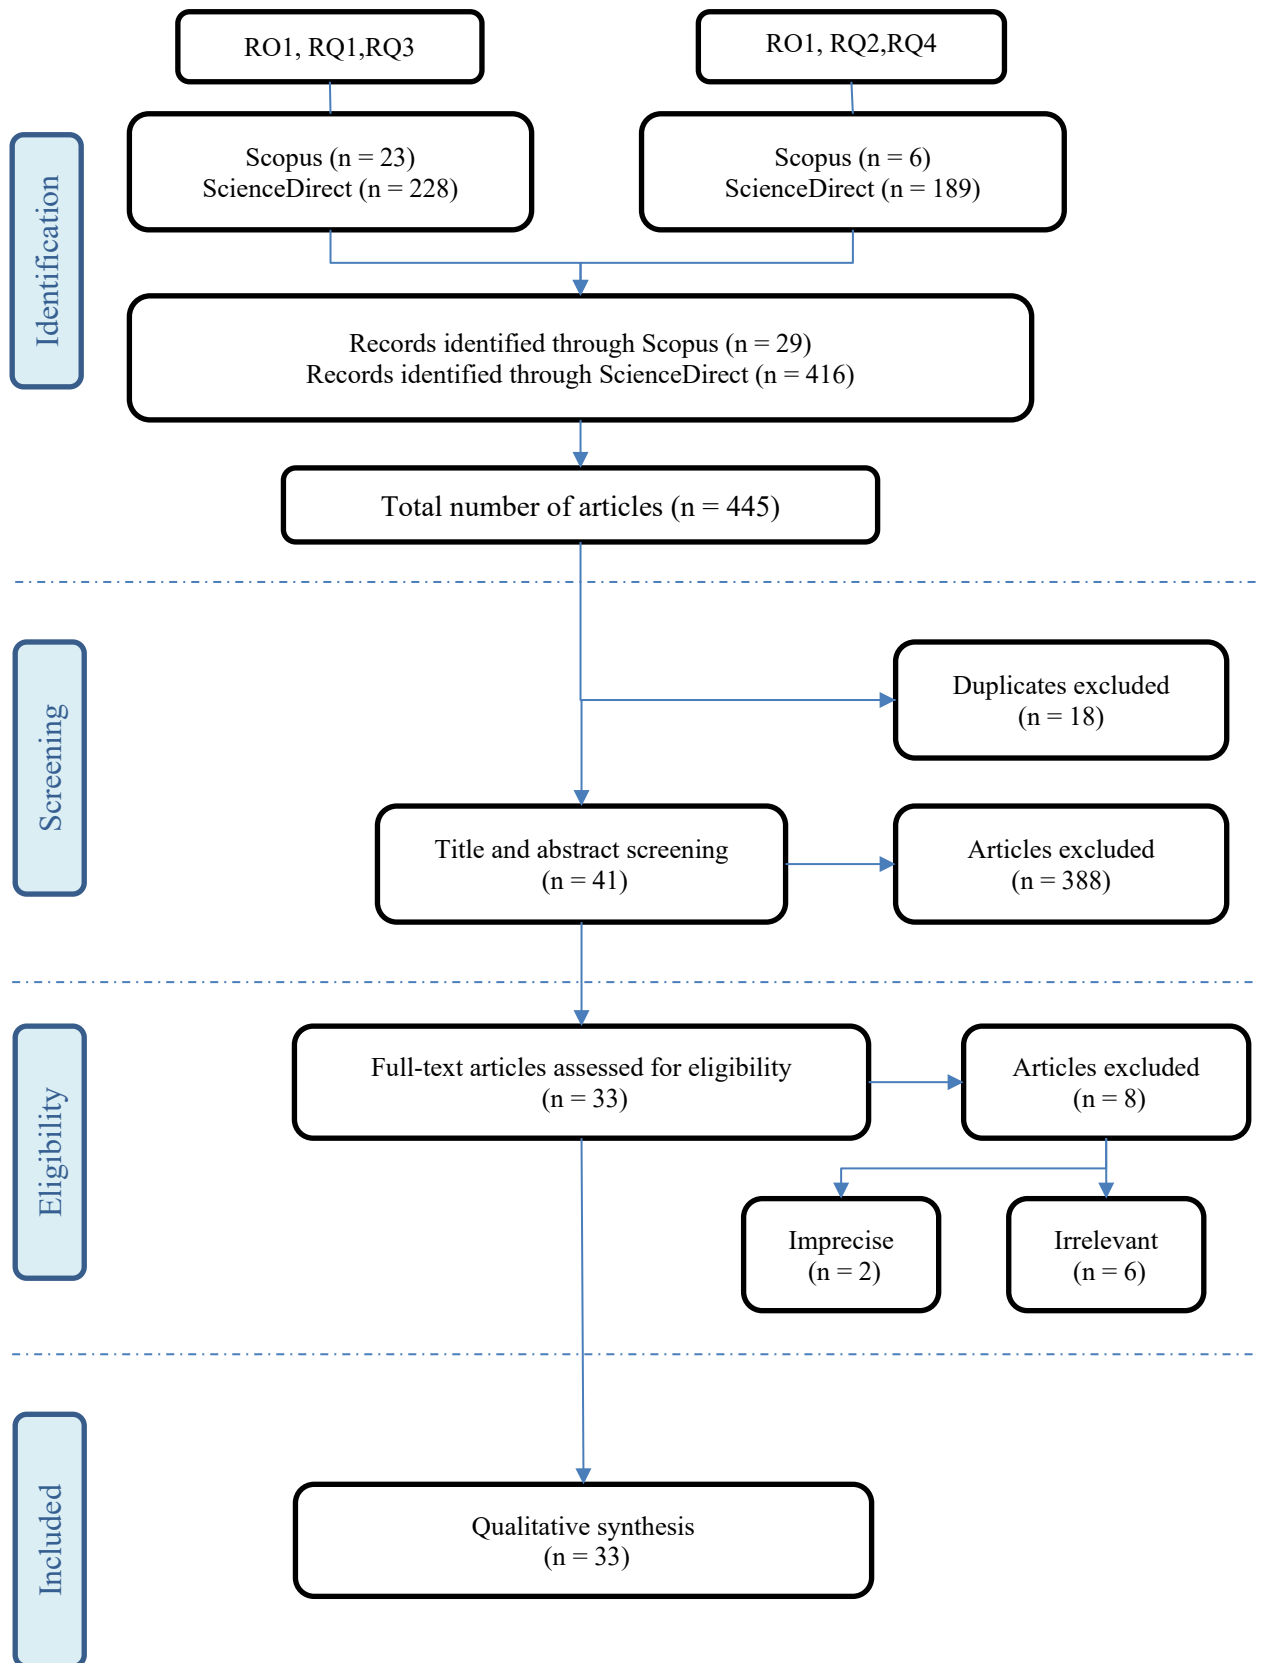 RO1, RQ1,RQ3
RO1, RQ2,RQ4
Identification
Scopus (n = 23)
ScienceDirect (n = 228)
Scopus (n = 6)
ScienceDirect (n = 189)
Records identified through Scopus (n = 29)
Records identified through ScienceDirect (n = 416)
Total number of articles (n = 445)
Screening
Duplicates excluded
(n = 18)
Title and abstract screening
(n = 41)
Articles excluded
(n = 388)
Eligibility
Full-text articles assessed for eligibility
(n = 33)
Articles excluded
(n = 8)
Imprecise
(n = 2)
Irrelevant
(n = 6)
Included
Qualitative synthesis
(n = 33)